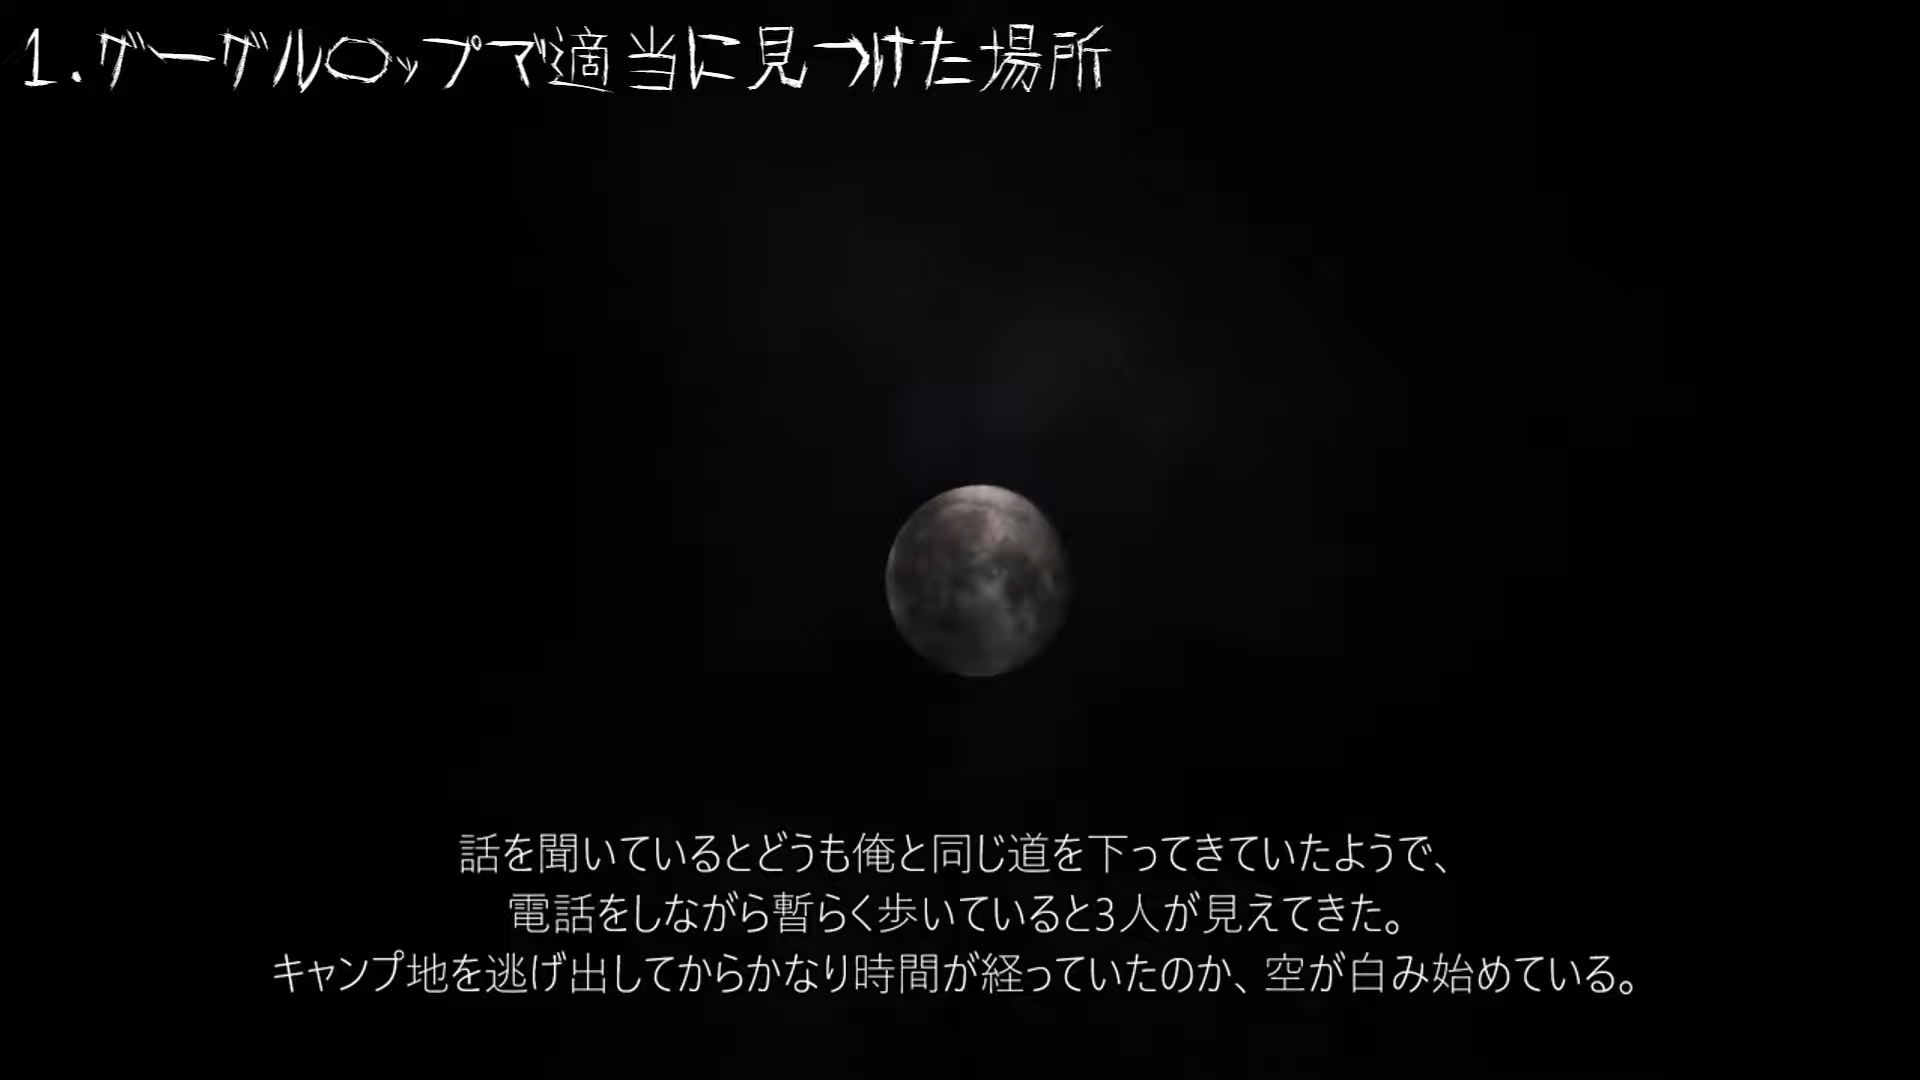 1.グーグル〇ップで適当に見つけた場所
話を聞いているとどうも俺と同じ道を下ってきていたようで、
電話をしながら暫らく歩いていると3人が見えてきた。
キャンプ地を逃げ出してからかなり時間が経っていたのか、空が白み始めている。